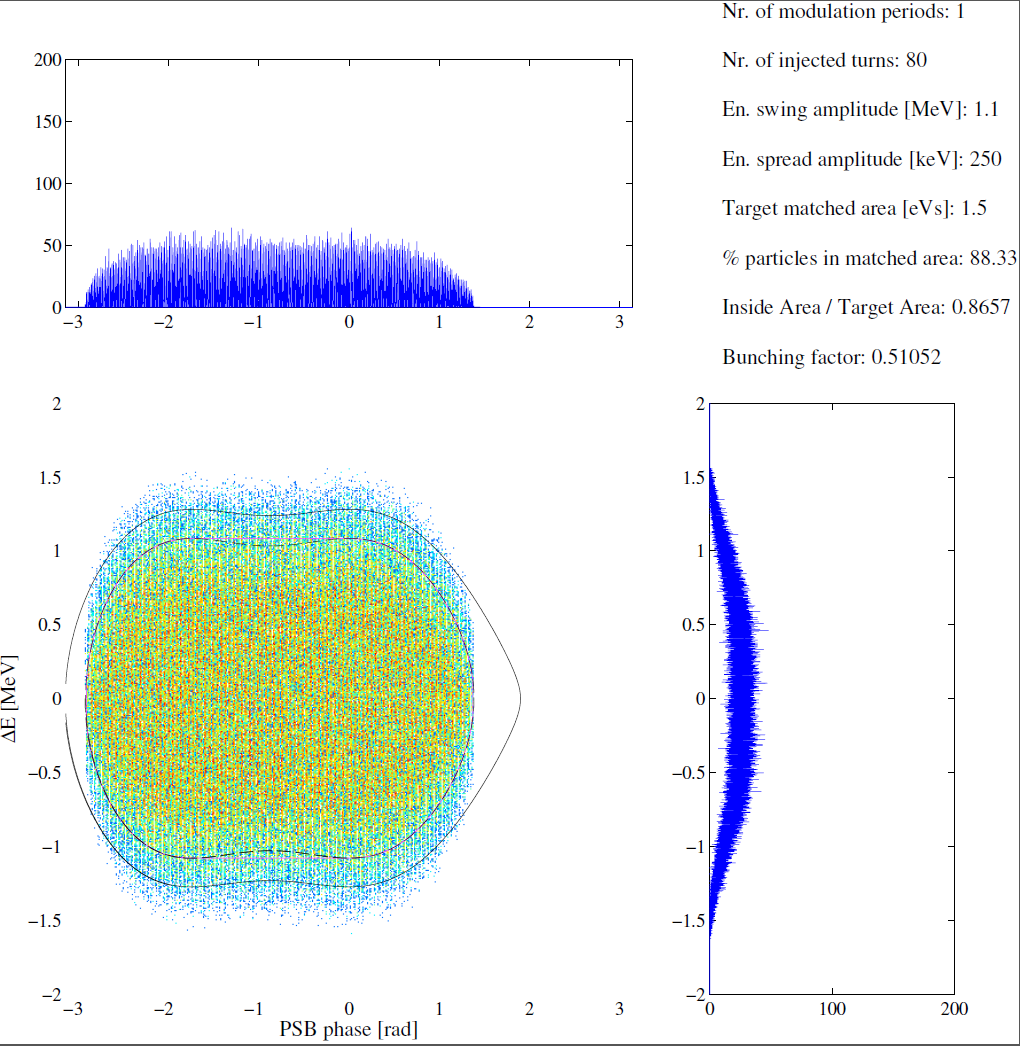 Nr. of modulation periods: 1
Nr. of injected turns: 80
En. swing amplitude [MeV]: 1.1
En. spread amplitude [keV]: 250
Target matched area [eVs]: 1.5
% particles in matched area: 88.33
Inside Area / Target Area: 0.8657
Bunching factor: 0.51052
200
150
100
50
0
−3 −2 −1 0 1 2 3
2
1.5
1
0.5
0
−0.5
−1
−1.5
−2
ΔE [MeV]
−3 −2 −1 0 1 2 3
PSB phase [rad]
2
1.5
1
0.5
0
−0.5
−1
−1.5
−2
0 100 200